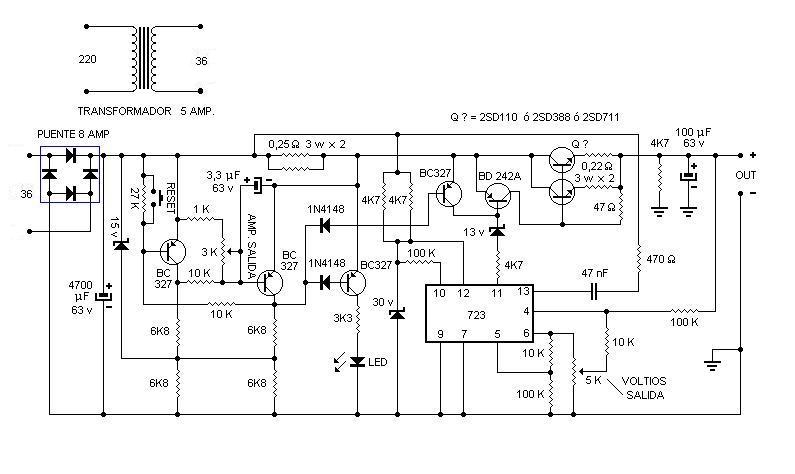 220
36
TRANSFORMADOR 5 AMP.
Q ? = 2SD110 ó 2SD388 ó 2SD711
PUENTE 8 AMP
0,25Ω 3 w x 2
Q ?
4K7
100 µF
63 v
+
OUT
-
36
27 K
RESET
3,3 µF
63 v
+
BC327
BD 242A
0,22Ω
3 w x 2
47 Ω
15 v
1 K
3 K
AMP. SALIDA
1N4148
4K7
4K7
13 v
BC
327
10 K
BC
327
1N4148
BC327
100 K
4K7
47 nF
470 Ω
4700
µF
63 v
+
10 K
30 v
10
12
11
13
723
4
9
7
5
6
100 K
6K8
6K8
3K3
10 K
10 K
6K8
6K8
LED
100 K
5 K
VOLTIOS
SALIDA